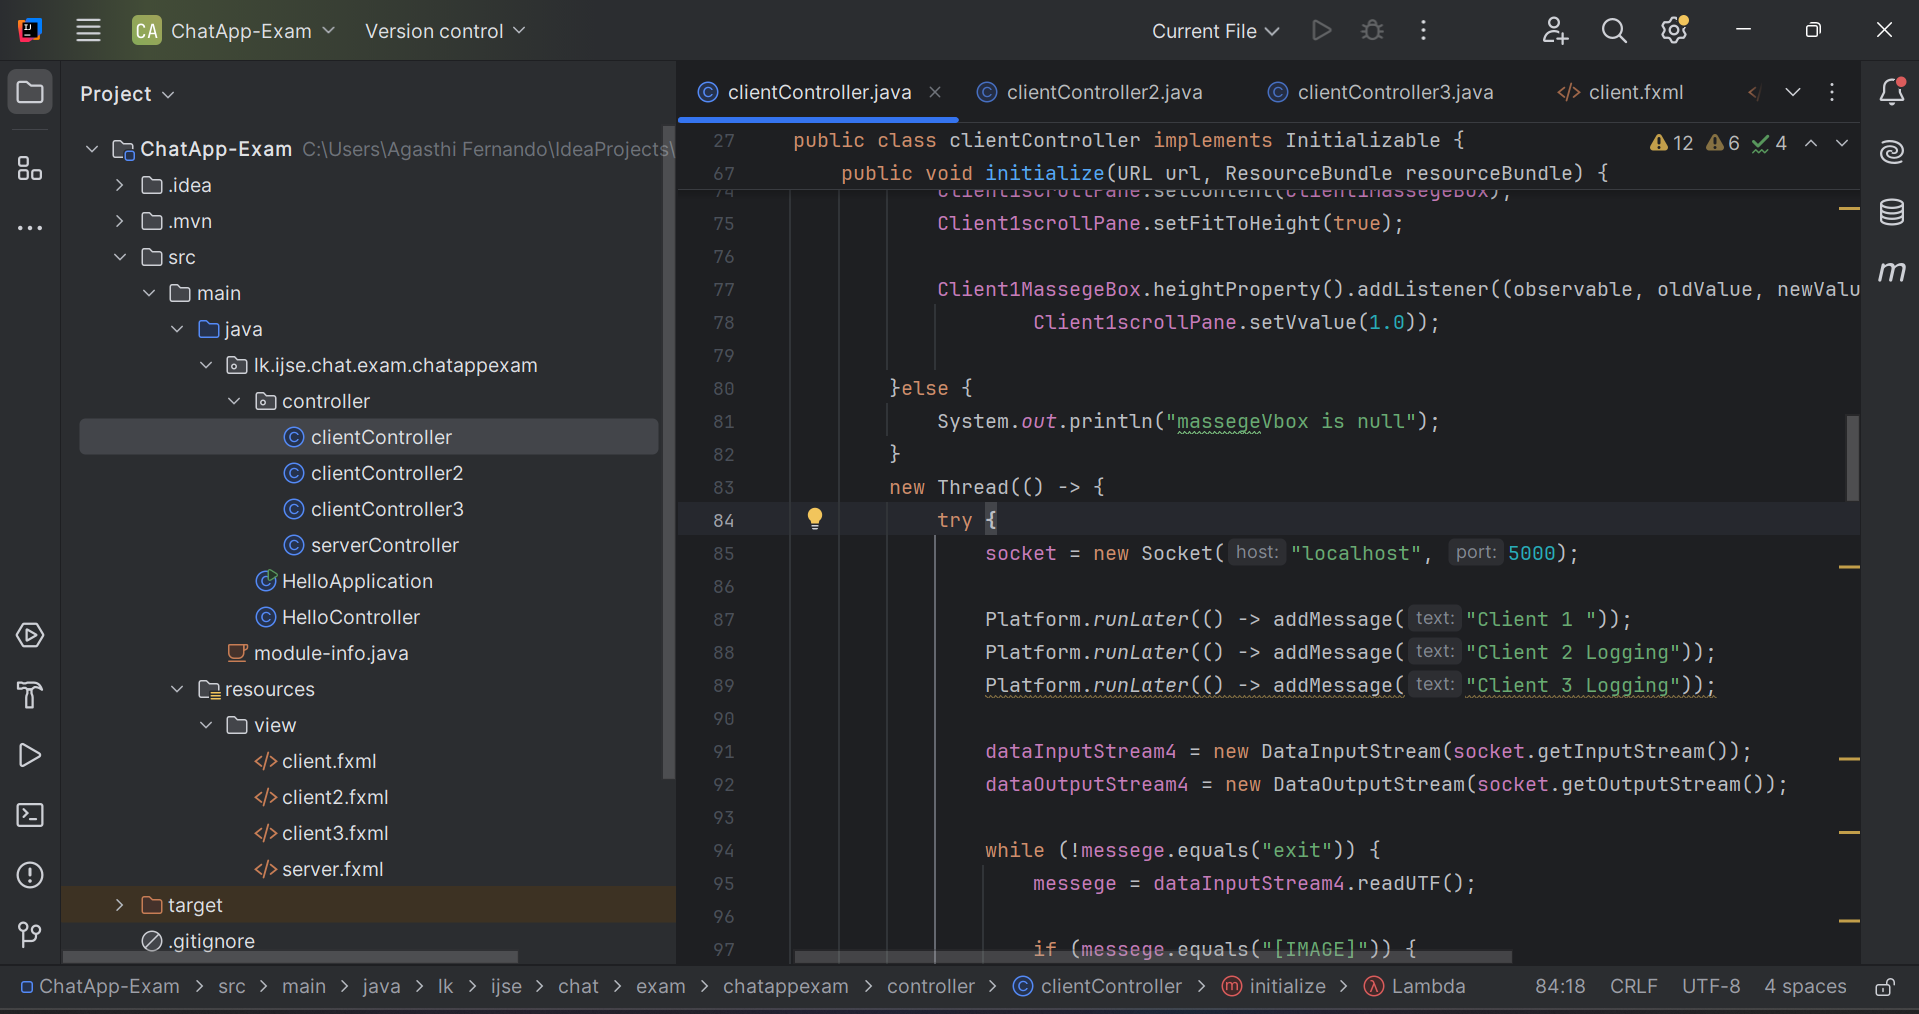 CA ChatApp-Exam Version control Current File
Project
ChatApp-Exam C:\Users\Agasthi Fernando\IdeaProjects\
.idea
.mvn
src
main
java
lk.ijse.chat.exam.chatappexam
controller
clientController
clientController2
clientController3
serverController
HelloApplication
HelloController
module-info.java
resources
view
client.fxml
client2.fxml
client3.fxml
server.fxml
target
.gitignore
clientController.java clientController2.java clientController3.java client.fxml
12 6 4
27 public class clientController implements Initializable {
67 public void initialize(URL url, ResourceBundle resourceBundle) {
74 Client1scrollPane.setContent(Client1MassegeBox);
75 Client1scrollPane.setFitToHeight(true);
76
77 Client1MassegeBox.heightProperty().addListener((observable, oldValue, newValu
78 Client1scrollPane.setVvalue(1.0));
79
80 }else {
81 System.out.println("massegeVbox is null");
82 }
83 new Thread(() -> {
84 try {
85 socket = new Socket( host: "localhost", port: 5000);
86
87 Platform.runLater(() -> addMessage( text: "Client 1 "));
88 Platform.runLater(() -> addMessage( text: "Client 2 Logging"));
89 Platform.runLater(() -> addMessage( text: "Client 3 Logging"));
90
91 dataInputStream4 = new DataInputStream(socket.getInputStream());
92 dataOutputStream4 = new DataOutputStream(socket.getOutputStream());
93
94 while (!messege.equals("exit")) {
95 messege = dataInputStream4.readUTF();
96
97 if (messege.equals("[IMAGE]")) {
ChatApp-Exam > src > main > java > lk > ijse > chat > exam > chatappexam > controller > clientController > initialize > Lambda 84:18 CRLF UTF-8 4 spaces